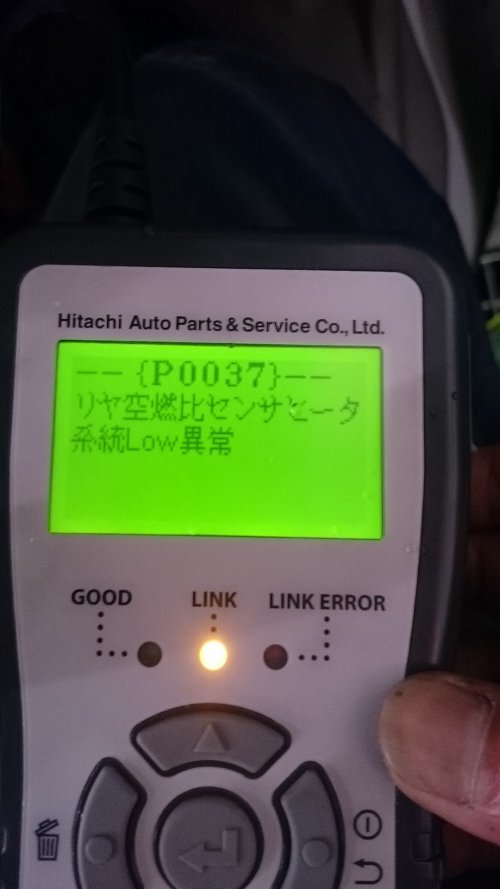 Hitachi Auto Parts & Service Co., Ltd.
-- {P0037}--
リヤ空燃比センサヒータ
系統Low異常
GOOD LINK LINK ERROR